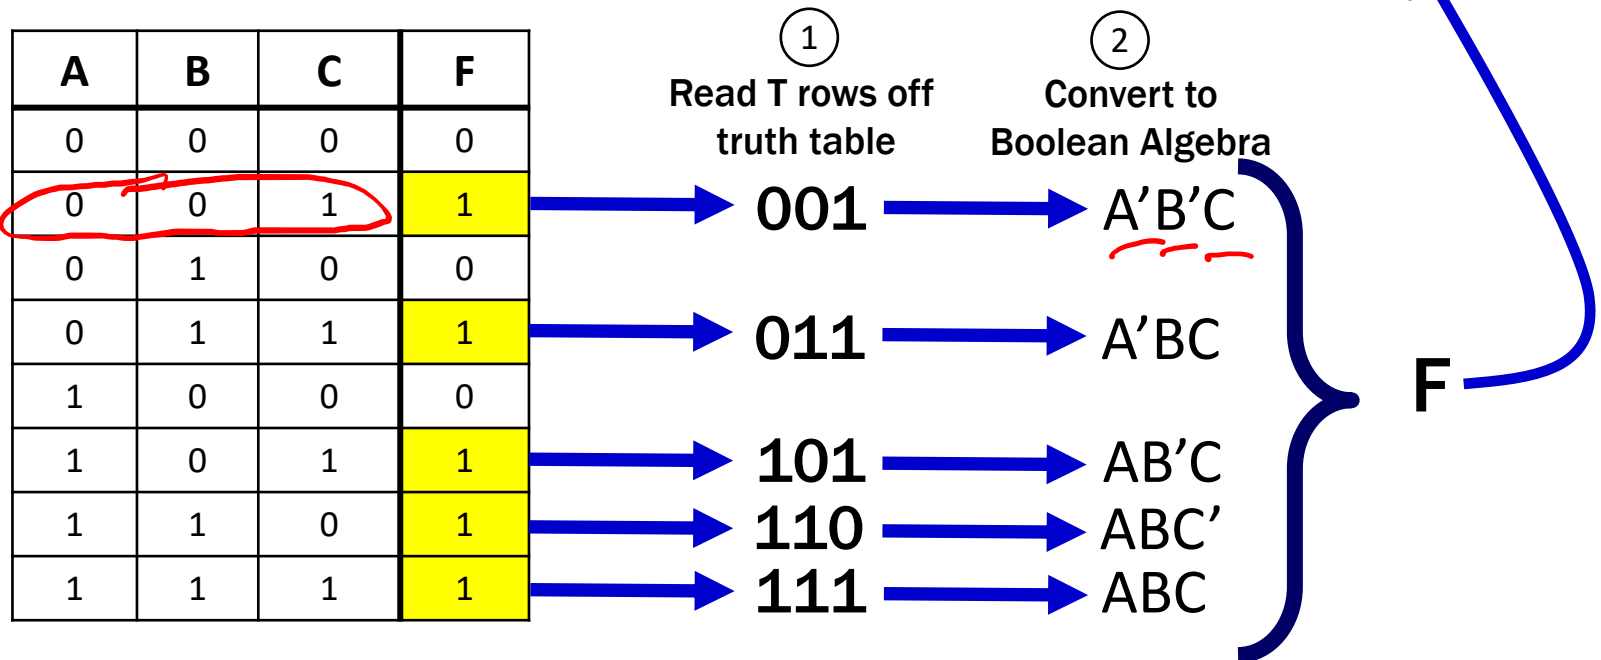 1 2
Read T rows off Convert to
truth table Boolean Algebra
A B C F
0 0 0 0
0 0 1 1 001 A’B’C
0 1 0 0
0 1 1 1 011 A’BC
1 0 0 0
1 0 1 1 101 AB’C
1 1 0 1 110 ABC’
1 1 1 1 111 ABC
F